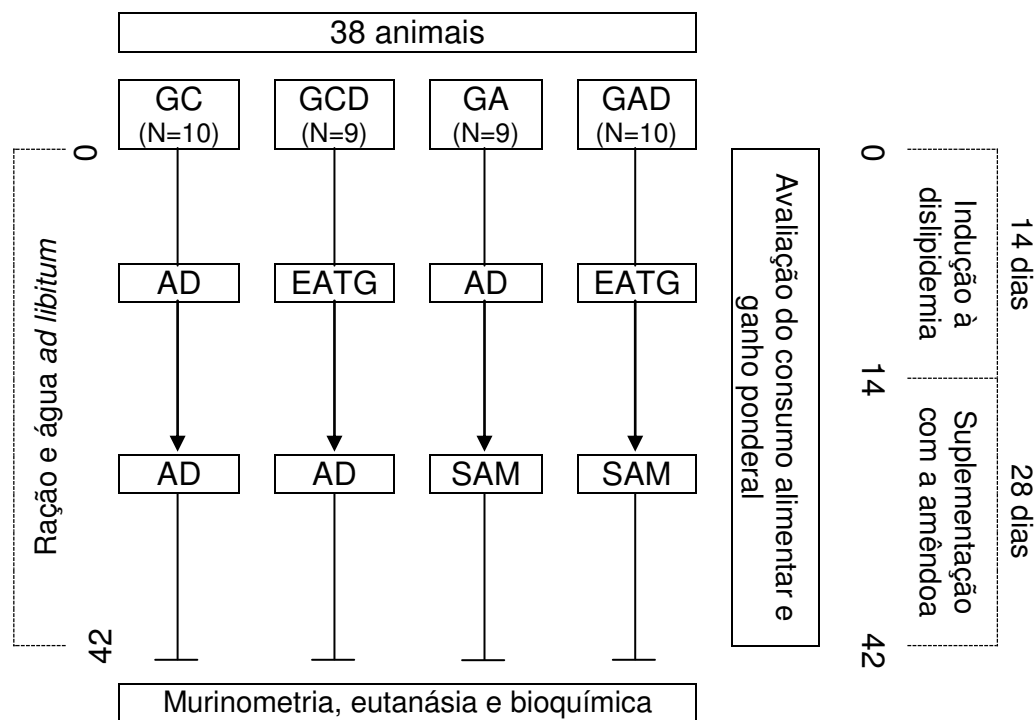 38 animais
GC
(N=10)
GCD
(N=9)
GA
(N=9)
GAD
(N=10)
0
Ração e água ad libitum
42
AD
EATG
AD
EATG
AD
AD
SAM
SAM
Avaliação do consumo alimentar e
ganho ponderal
0
14
42
Indução à
dislipidemia
14 dias
Suplementação
com a amêndoa
28 dias
Murinometria, eutanásia e bioquímica